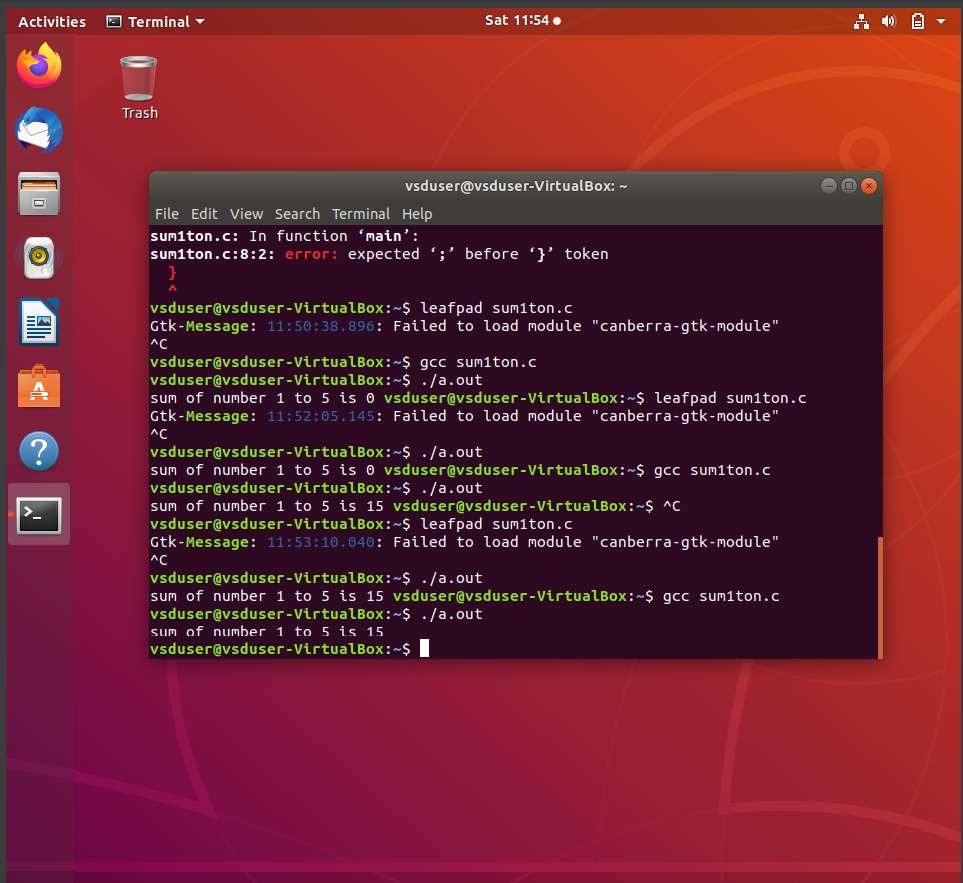 Activities
Terminal
Sat 11:54
Trash
vsduser@vsduser-VirtualBox: ~
File Edit View Search Terminal Help
sum1ton.c: In function ‘main’:
sum1ton.c:8:2: error: expected ‘;’ before ‘}’ token
}
^
vsduser@vsduser-VirtualBox:~$ leafpad sum1ton.c
Gtk-Message: 11:50:38.896: Failed to load module "canberra-gtk-module"
^C
vsduser@vsduser-VirtualBox:~$ gcc sum1ton.c
vsduser@vsduser-VirtualBox:~$ ./a.out
sum of number 1 to 5 is 0 vsduser@vsduser-VirtualBox:~$ leafpad sum1ton.c
Gtk-Message: 11:52:05.145: Failed to load module "canberra-gtk-module"
^C
vsduser@vsduser-VirtualBox:~$ ./a.out
sum of number 1 to 5 is 0 vsduser@vsduser-VirtualBox:~$ gcc sum1ton.c
vsduser@vsduser-VirtualBox:~$ ./a.out
sum of number 1 to 5 is 15 vsduser@vsduser-VirtualBox:~$ ^C
vsduser@vsduser-VirtualBox:~$ leafpad sum1ton.c
Gtk-Message: 11:53:10.040: Failed to load module "canberra-gtk-module"
^C
vsduser@vsduser-VirtualBox:~$ ./a.out
sum of number 1 to 5 is 15 vsduser@vsduser-VirtualBox:~$ gcc sum1ton.c
vsduser@vsduser-VirtualBox:~$ ./a.out
sum of number 1 to 5 is 15
vsduser@vsduser-VirtualBox:~$